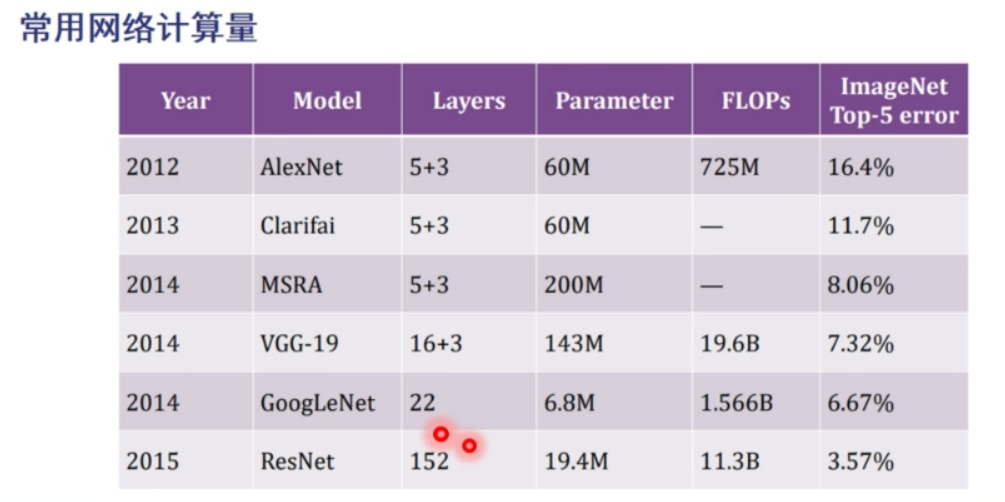 常用网络计算量
Year Model Layers Parameter FLOPs ImageNet Top-5 error
2012 AlexNet 5+3 60M 725M 16.4%
2013 Clarifai 5+3 60M — 11.7%
2014 MSRA 5+3 200M — 8.06%
2014 VGG-19 16+3 143M 19.6B 7.32%
2014 GoogLeNet 22 6.8M 1.566B 6.67%
2015 ResNet 152 19.4M 11.3B 3.57%